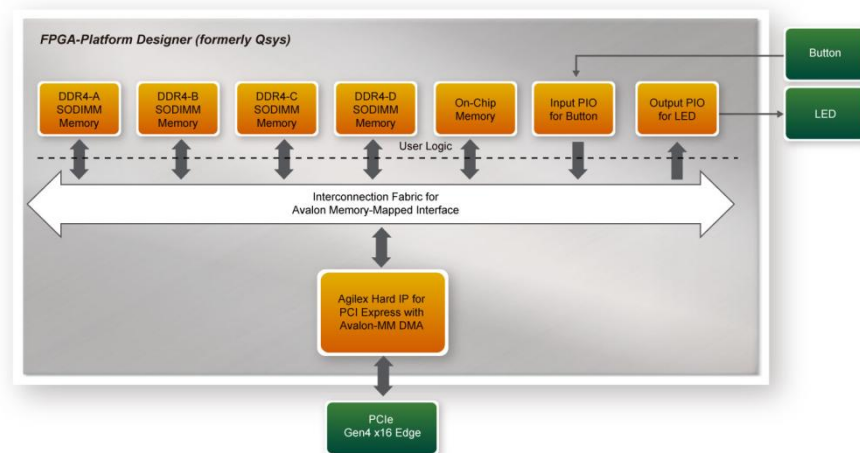 FPGA-Platform Designer (formerly Qsys)
Button
DDR4-A
SODIMM
Memory
DDR4-B
SODIMM
Memory
DDR4-C
SODIMM
Memory
DDR4-D
SODIMM
Memory
On-Chip
Memory
Input PIO
for Button
Output PIO
for LED
LED
User Logic
Interconnection Fabric for
Avalon Memory-Mapped Interface
Agilex Hard IP for
PCI Express with
Avalon-MM DMA
PCIe
Gen4 x16 Edge